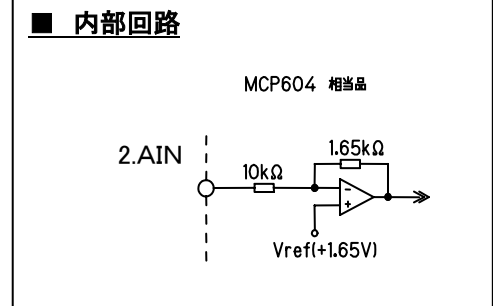 ■ 内部回路
MCP604 相当品
2.AIN
1.65kΩ
10kΩ
-
+
Vref(+1.65V)